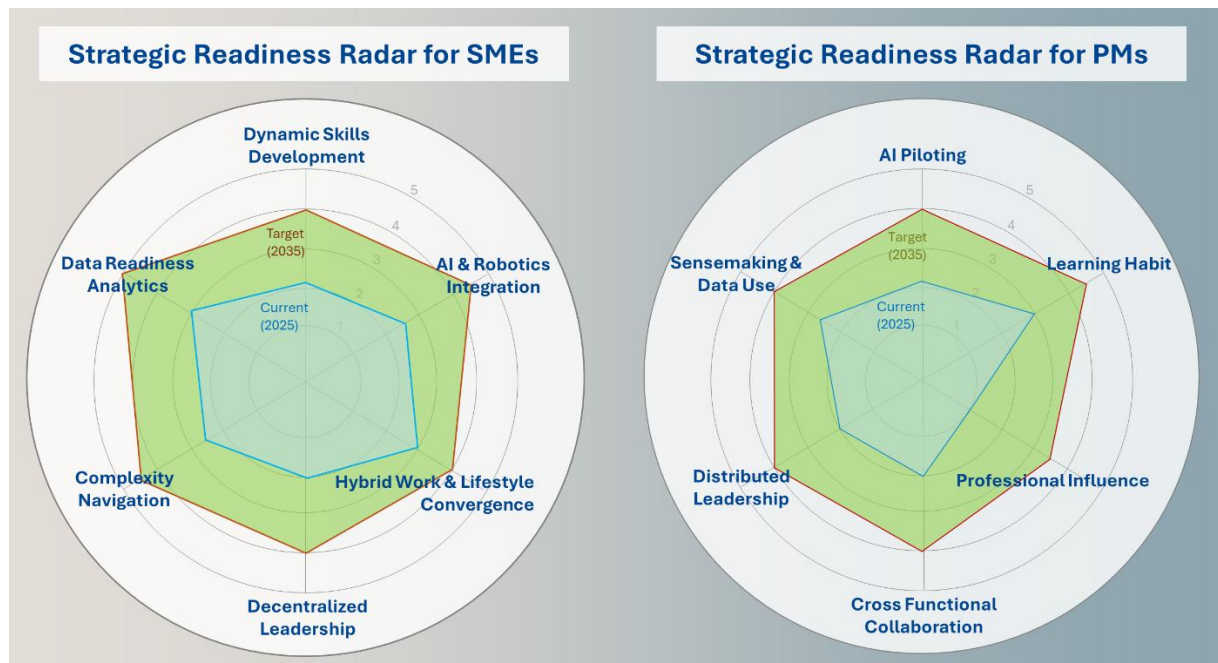 Strategic Readiness Radar for SMEs
Dynamic Skills
Development
5
4
Target
(2035)
3
Data Readiness
Analytics
AI & Robotics
Integration
2
Current
(2025)
1
Complexity
Navigation
Hybrid Work & Lifestyle
Convergence
Decentralized
Leadership
Strategic Readiness Radar for PMs
AI Piloting
5
4
Target
(2035)
3
Sensemaking &
Data Use
Learning Habit
2
Current
(2025)
1
Distributed
Leadership
Professional Influence
Cross Functional
Collaboration